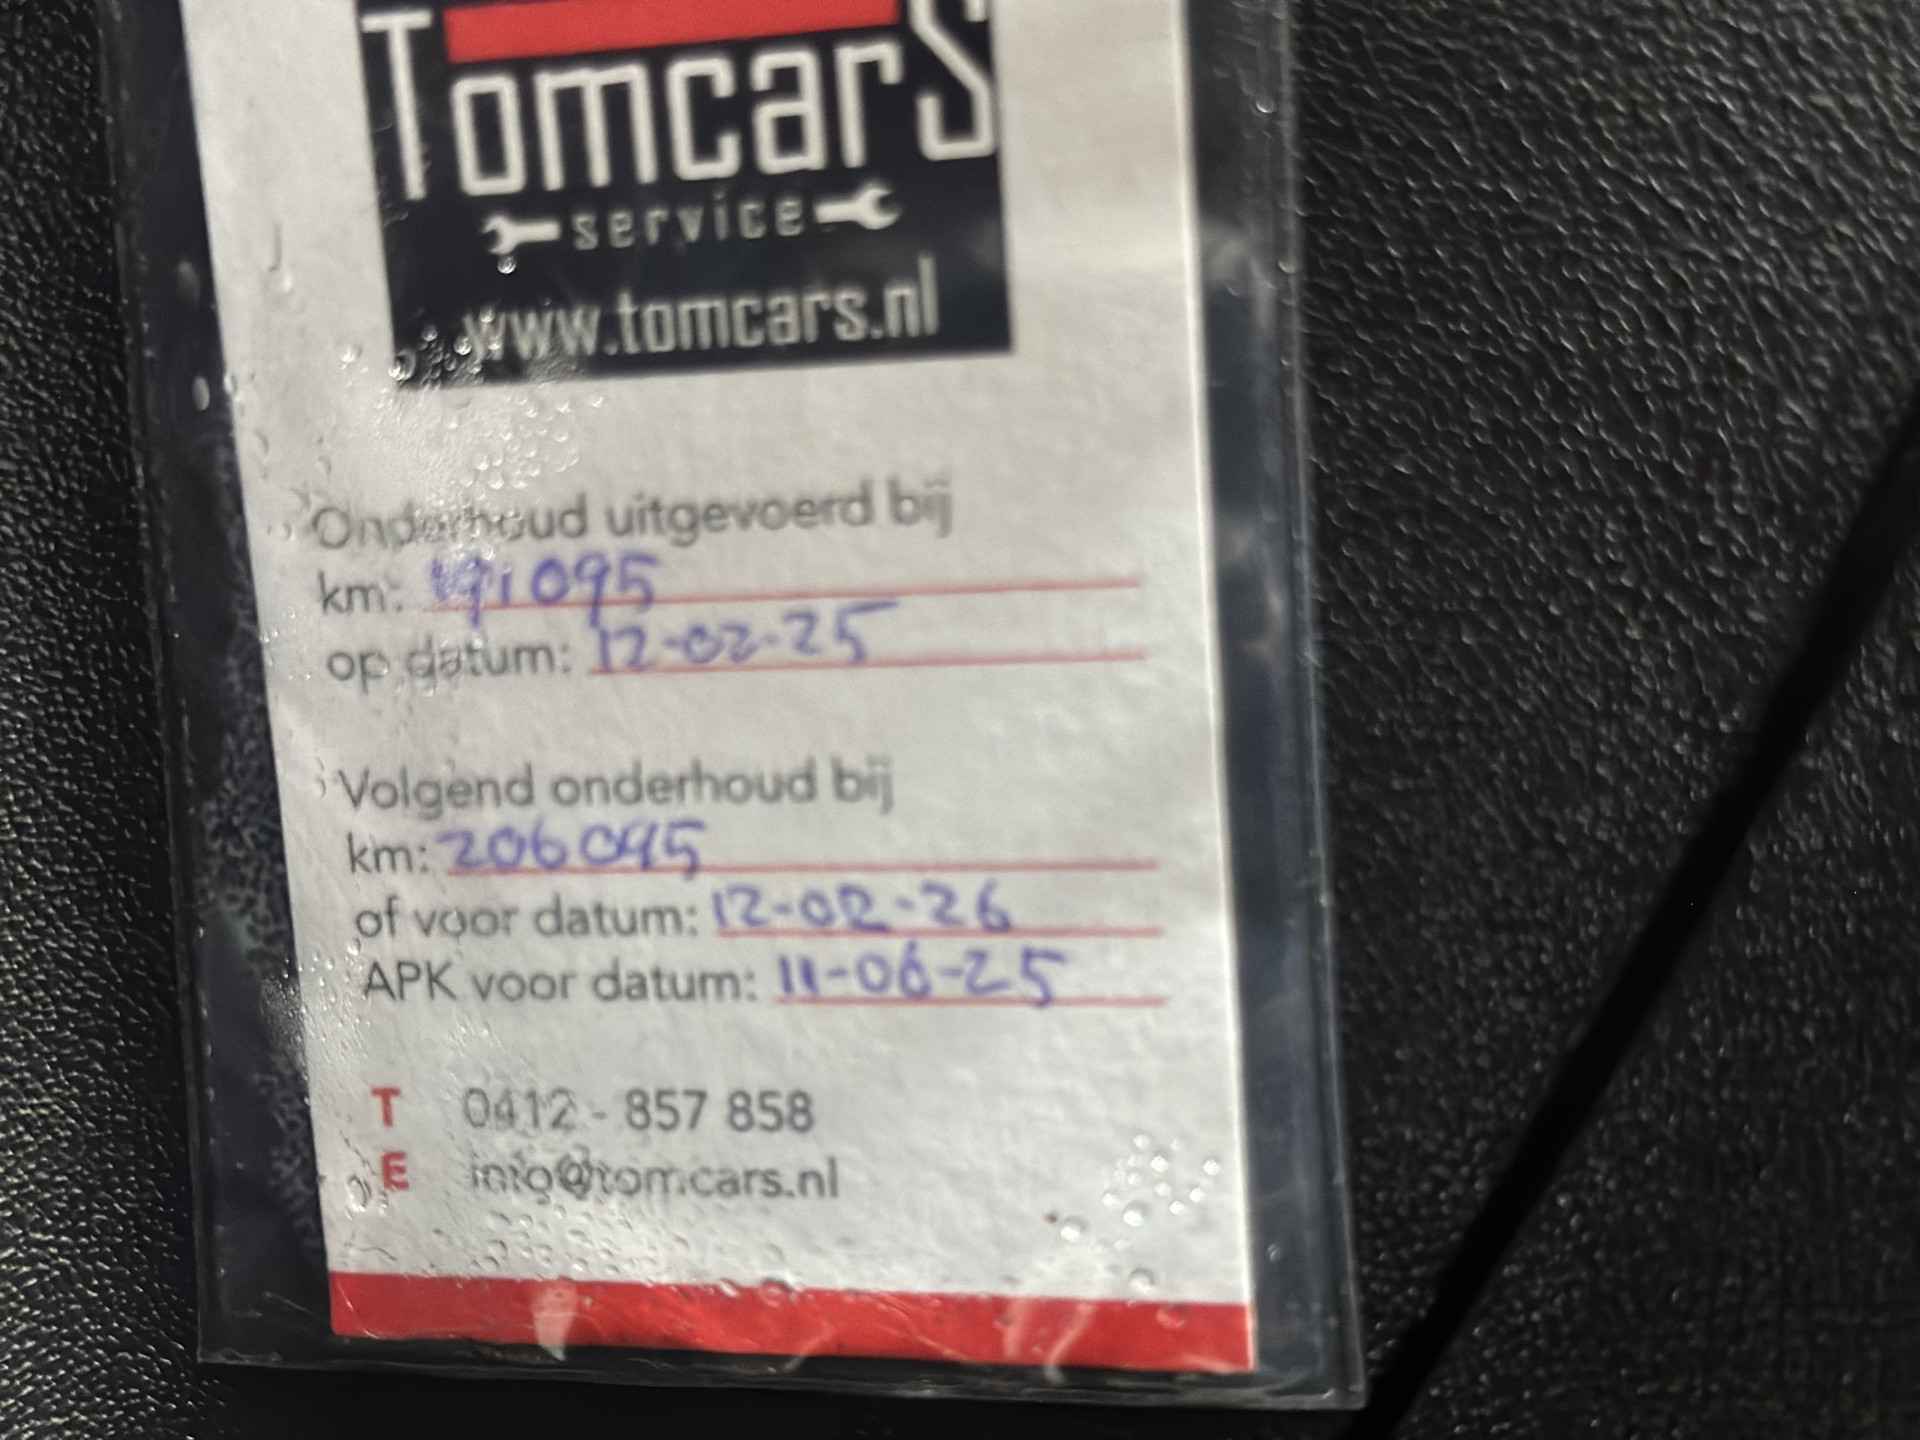 TomcarS
service
www.tomcars.nl
Onderhoud uitgevoerd bij
km: 191095
op datum: 12-02-25
Volgend onderhoud bij
km: 206095
of voor datum: 12-02-26
APK voor datum: 11-06-25
T 0412 - 857 858
E info@tomcars.nl